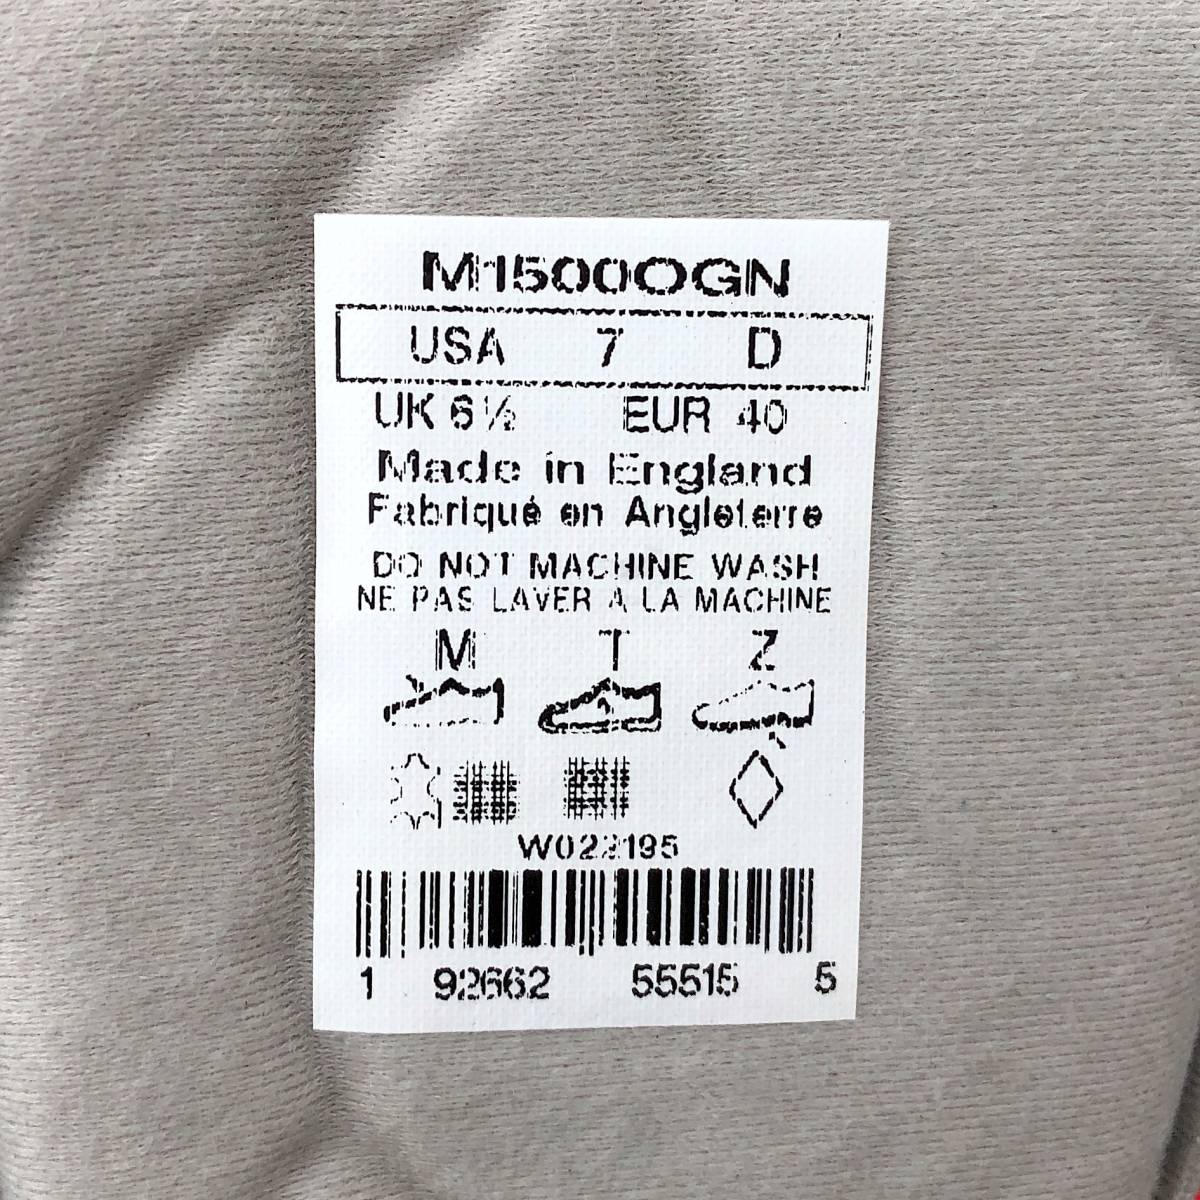 M1500OGN
USA 7 D
UK 6½ EUR 40
Made in England
Fabriqué en Angleterre
DO NOT MACHINE WASH
NE PAS LAVER A LA MACHINE
M T Z
W022195
1 92662 55515 5